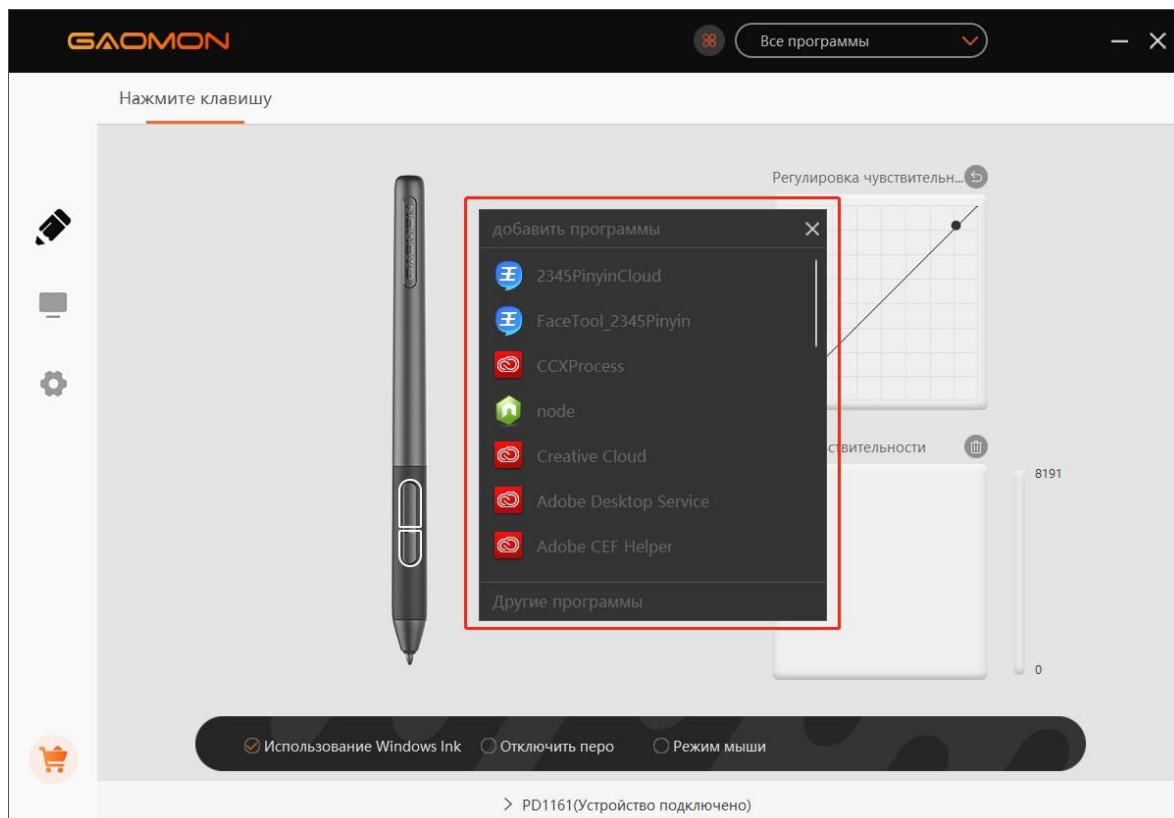 GAOMON
Все программы
Нажмите клавишу
Регулировка чувствительн...
GAOMON
добавить программы
2345PinyinCloud
FaceTool_2345Pinyin
CCXProcess
node
Creative Cloud
Adobe Desktop Service
Adobe CEF Helper
Другие программы
ствительности
8191
0
Использование Windows Ink
Отключить перо
Режим мыши
PD1161(Устройство подключено)